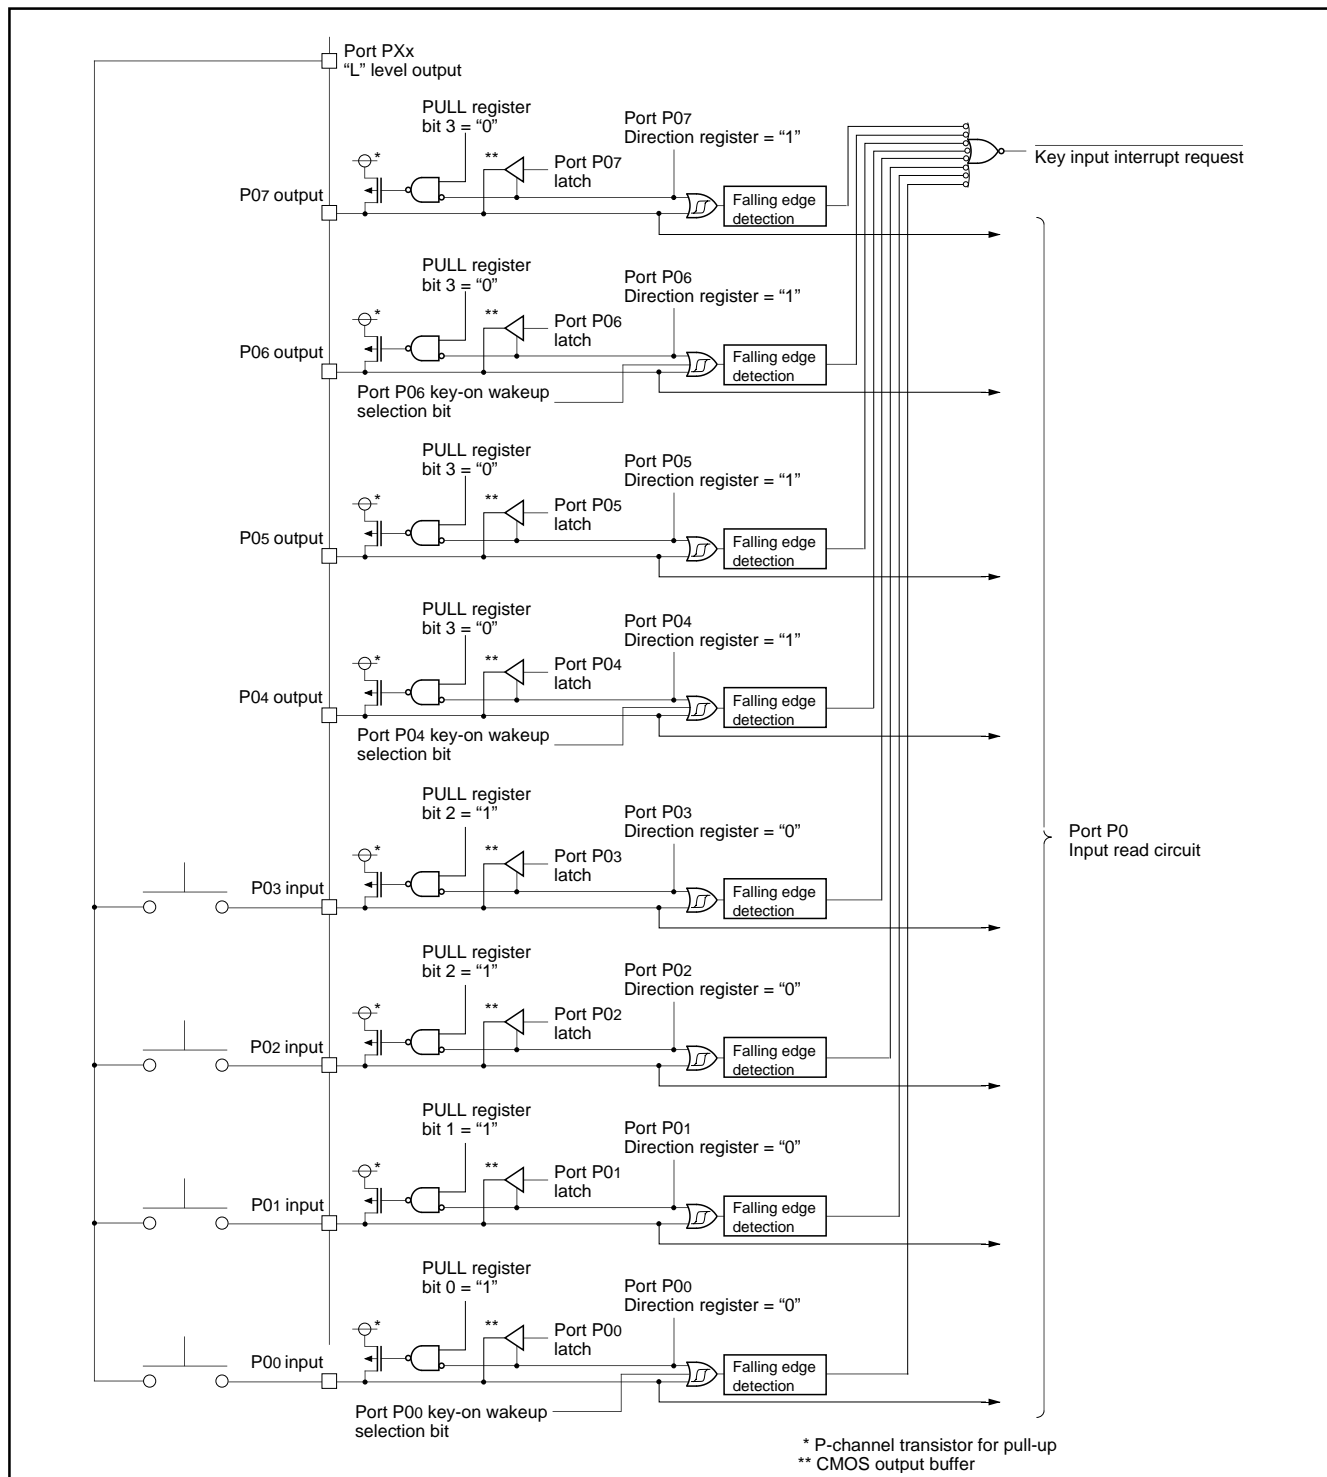 Port PXx
“L” level output
PULL register
bit 3 = “0”
Port P07
Direction register = “1”
*
**
Port P07
latch
P07 output
Falling edge
detection
Key input interrupt request
PULL register
bit 3 = “0”
Port P06
Direction register = “1”
*
**
Port P06
latch
P06 output
Falling edge
detection
Port P06 key-on wakeup
selection bit
PULL register
bit 3 = “0”
Port P05
Direction register = “1”
*
**
Port P05
latch
P05 output
Falling edge
detection
PULL register
bit 3 = “0”
Port P04
Direction register = “1”
*
**
Port P04
latch
P04 output
Falling edge
detection
Port P04 key-on wakeup
selection bit
PULL register
bit 2 = “1”
Port P03
Direction register = “0”
*
**
Port P03
latch
P03 input
Falling edge
detection
Port P0
Input read circuit
PULL register
bit 2 = “1”
Port P02
Direction register = “0”
*
**
Port P02
latch
P02 input
Falling edge
detection
PULL register
bit 1 = “1”
Port P01
Direction register = “0”
*
**
Port P01
latch
P01 input
Falling edge
detection
PULL register
bit 0 = “1”
Port P00
Direction register = “0”
*
**
Port P00
latch
P00 input
Falling edge
detection
Port P00 key-on wakeup
selection bit
* P-channel transistor for pull-up
** CMOS output buffer